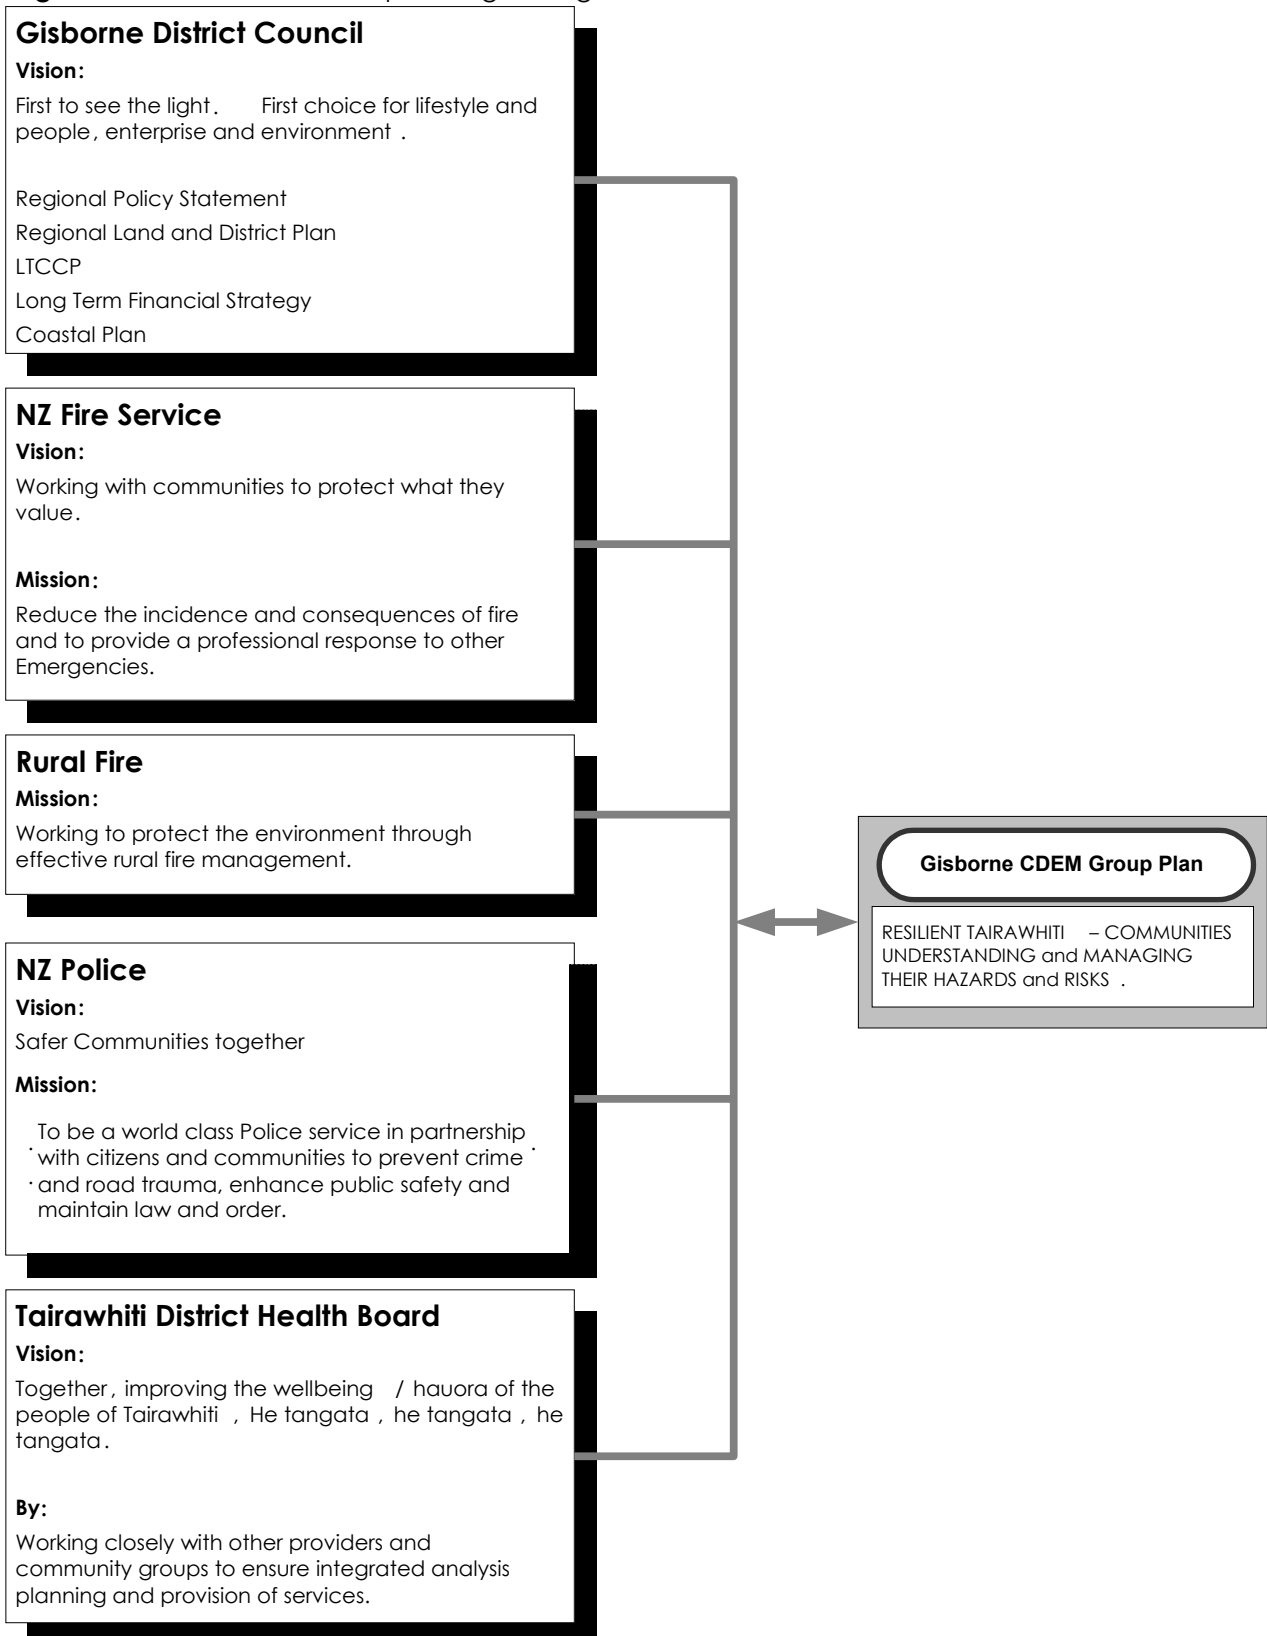 Gisborne District Council
Vision:
First to see the light. First choice for lifestyle and
people, enterprise and environment .
Regional Policy Statement
Regional Land and District Plan
LTCCP
Long Term Financial Strategy
Coastal Plan
NZ Fire Service
Vision:
Working with communities to protect what they
value.
Mission:
Reduce the incidence and consequences of fire
and to provide a professional response to other
Emergencies.
Rural Fire
Mission:
Working to protect the environment through
effective rural fire management.
NZ Police
Vision:
Safer Communities together
Mission:
To be a world class Police service in partnership
with citizens and communities to prevent crime
and road trauma, enhance public safety and
maintain law and order.
Tairawhiti District Health Board
Vision:
Together, improving the wellbeing / hauora of the
people of Tairawhiti , He tangata , he tangata , he
tangata.
By:
Working closely with other providers and
community groups to ensure integrated analysis
planning and provision of services.
Gisborne CDEM Group Plan
RESILIENT TAIRAWHITI – COMMUNITIES
UNDERSTANDING and MANAGING
THEIR HAZARDS and RISKS .